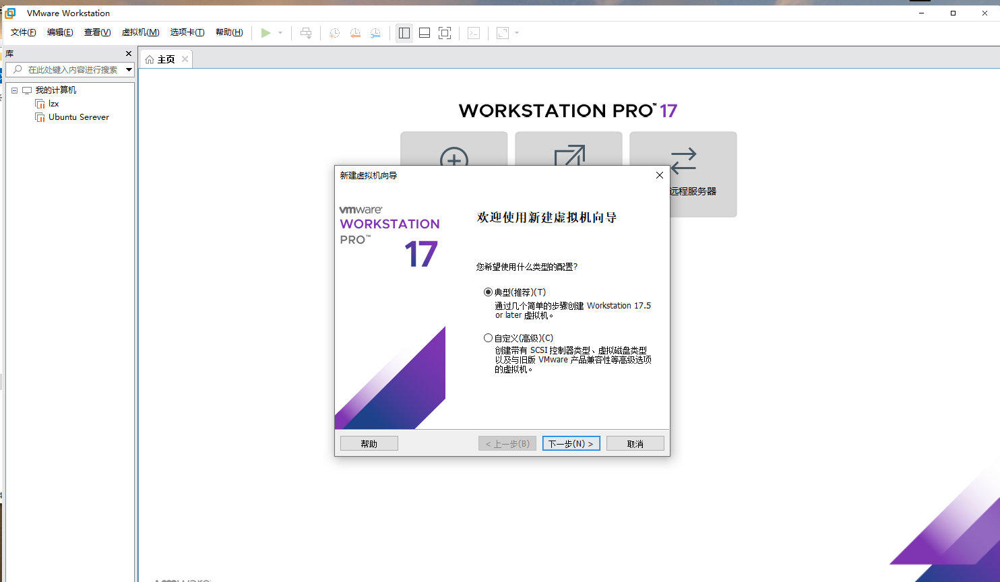 VMware Workstation
文件(F) 编辑(E) 查看(V) 虚拟机(M) 选项卡(T) 帮助(H)
库
在此处键入内容进行搜索
我的计算机
lzx
Ubuntu Serever
主页
WORKSTATION PRO™ 17
远程服务器
新建虚拟机向导
vmware®
WORKSTATION
PRO™
17
欢迎使用新建虚拟机向导
您希望使用什么类型的配置?
典型(推荐)(T)
通过几个简单的步骤创建 Workstation 17.5
or later 虚拟机。
自定义(高级)(C)
创建带有 SCSI 控制器类型、虚拟磁盘类型
以及与旧版 VMware 产品兼容性等高级选项
的虚拟机。
帮助
< 上一步(B) 下一步(N) > 取消